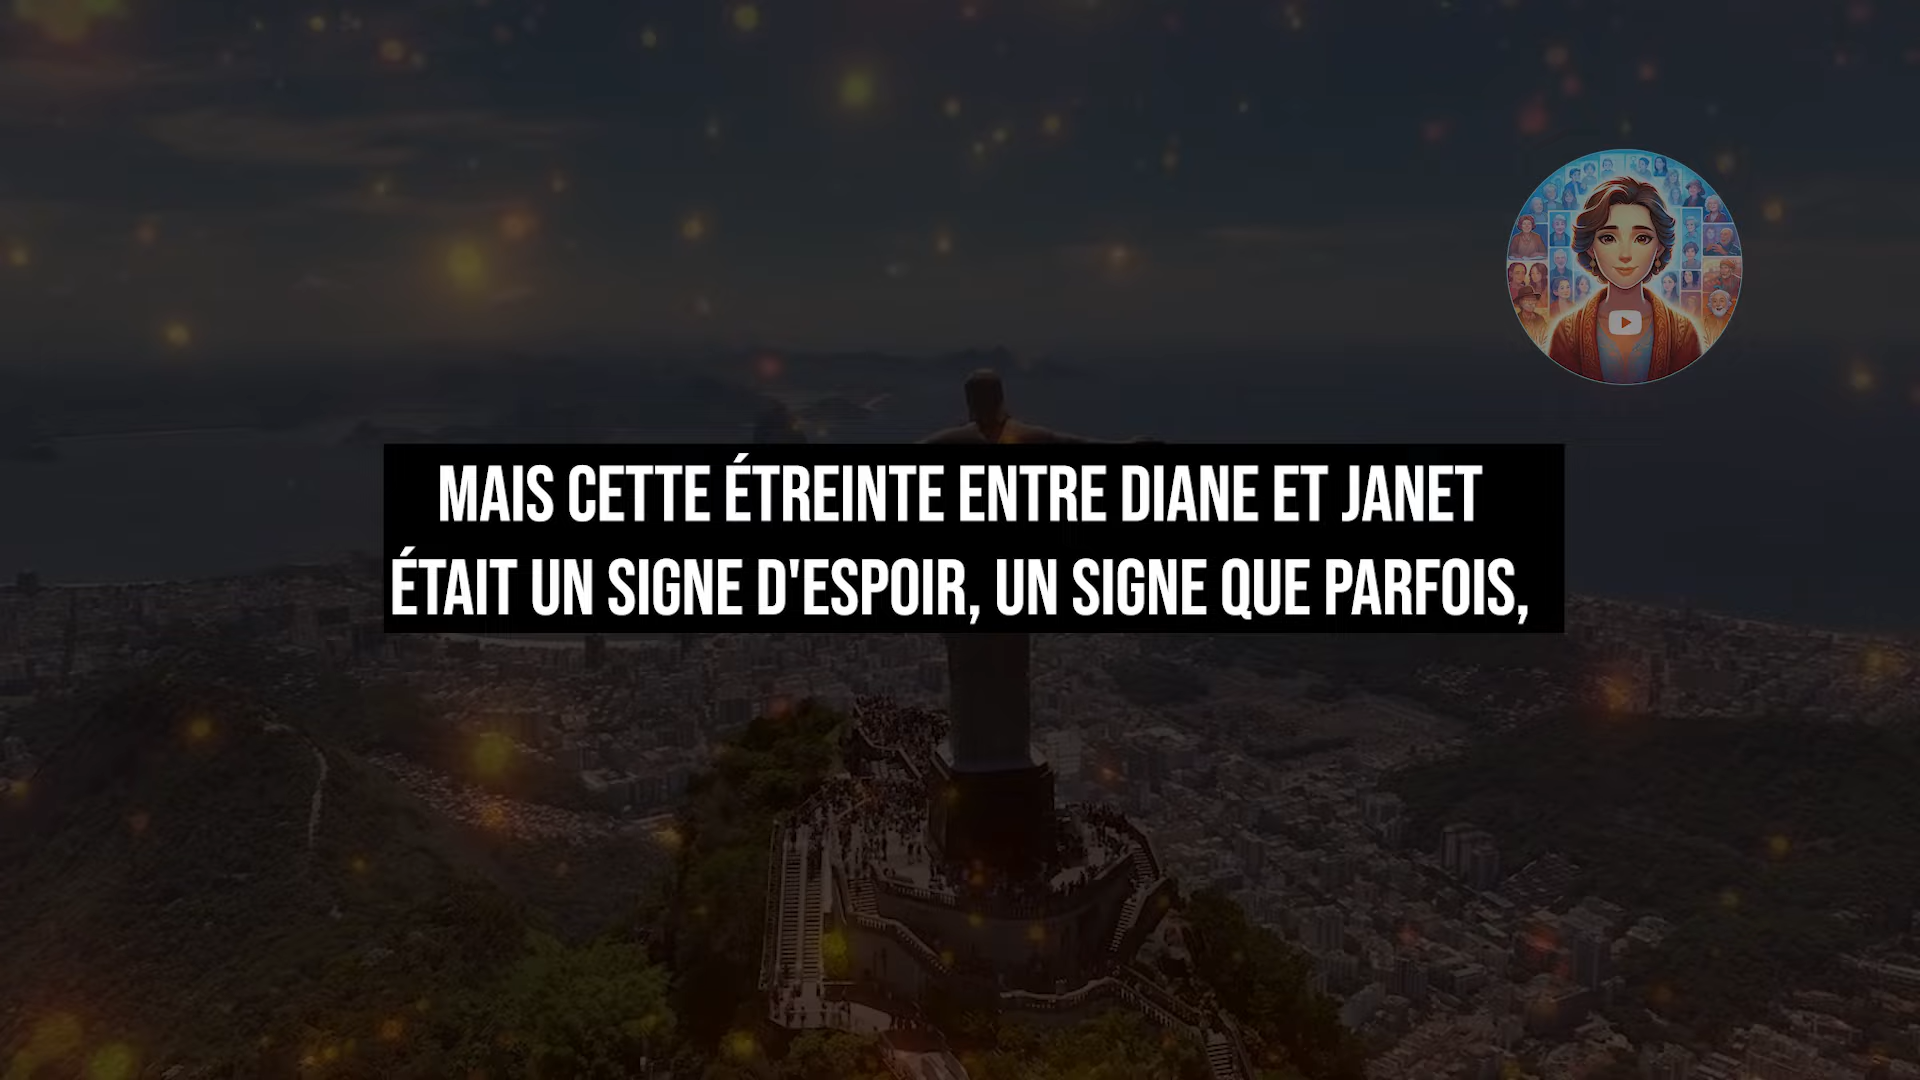 MAIS CETTE ÉTREINTE ENTRE DIANE ET JANET
ÉTAIT UN SIGNE D'ESPOIR, UN SIGNE QUE PARFOIS,